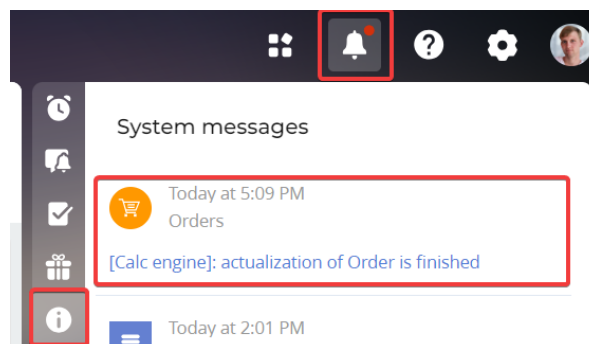 System messages
Today at 5:09 PM
Orders
[Calc engine]: actualization of Order is finished
Today at 2:01 PM